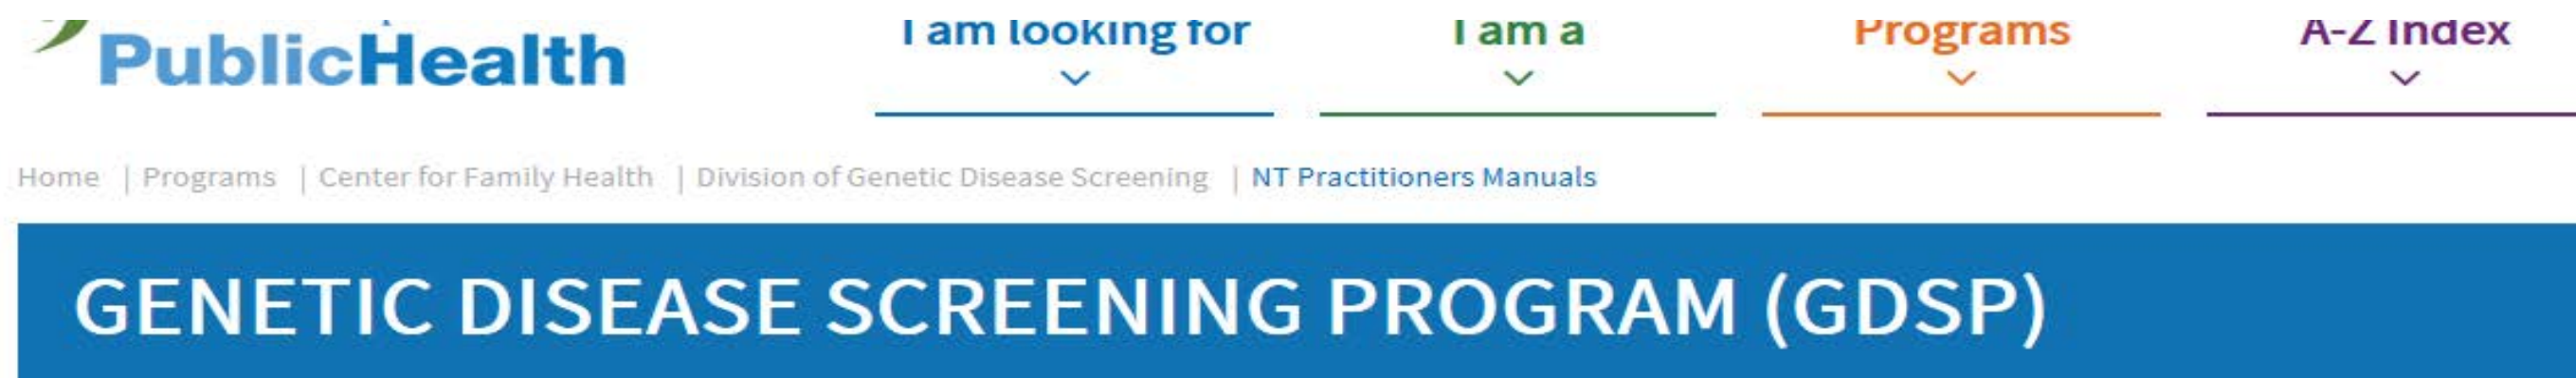 PublicHealth
I am looking for
I am a
Programs
A-Z Index
Home | Programs | Center for Family Health | Division of Genetic Disease Screening | NT Practitioners Manuals
GENETIC DISEASE SCREENING PROGRAM (GDSP)